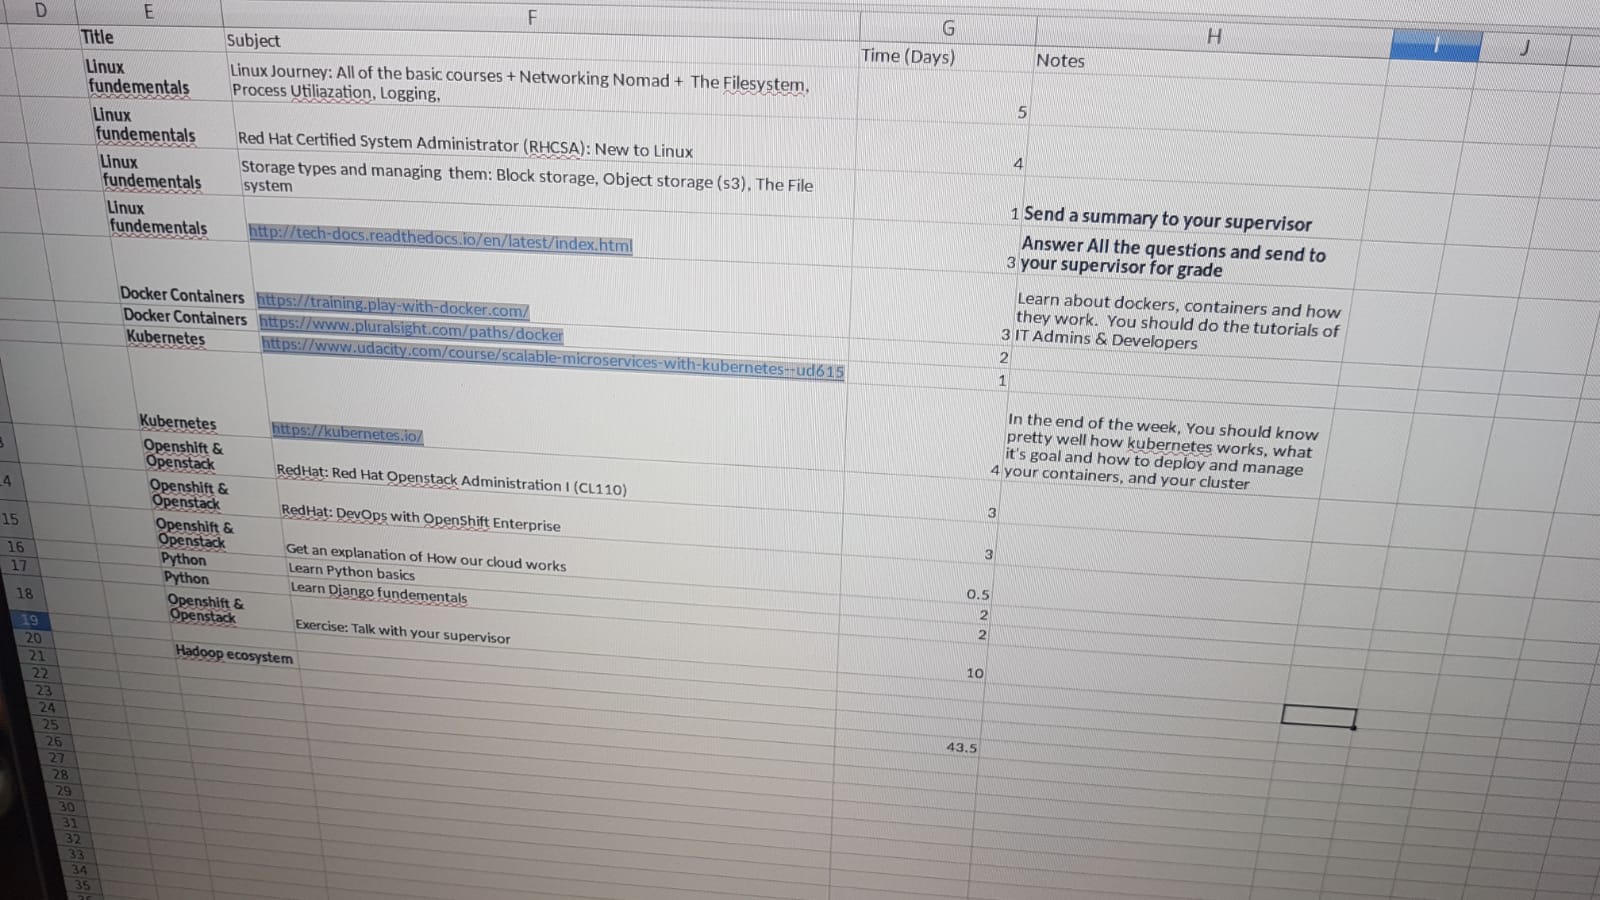 D E F G H I J
Title Subject Time (Days) Notes
Linux
fundementals
Linux Journey: All of the basic courses + Networking Nomad + The Filesystem,
Process Utiliazation, Logging,
5
Linux
fundementals
Red Hat Certified System Administrator (RHCSA): New to Linux
4
Linux
fundementals
Storage types and managing them: Block storage, Object storage (s3), The File
system
1
Send a summary to your supervisor
Linux
fundementals
http://tech-docs.readthedocs.io/en/latest/index.html
3
Answer All the questions and send to
your supervisor for grade
Docker Containers
https://training.play-with-docker.com/
3
Learn about dockers, containers and how
they work. You should do the tutorials of
IT Admins & Developers
Docker Containers
https://www.pluralsight.com/paths/docker
2
Kubernetes
https://www.udacity.com/course/scalable-microservices-with-kubernetes--ud615
1
Kubernetes
https://kubernetes.io/
4
In the end of the week, You should know
pretty well how kubernetes works, what
it's goal and how to deploy and manage
your containers, and your cluster
Openshift &
Openstack
RedHat: Red Hat Openstack Administration I (CL110)
3
Openshift &
Openstack
RedHat: DevOps with OpenShift Enterprise
3
15
Openshift &
Openstack
Get an explanation of How our cloud works
0.5
16
Python
Learn Python basics
2
17
Python
Learn Django fundementals
2
18
Openshift &
Openstack
Exercise: Talk with your supervisor
10
19
Hadoop ecosystem
20
21
22
43.5
23
24
25
26
27
28
29
30
31
32
33
34
35